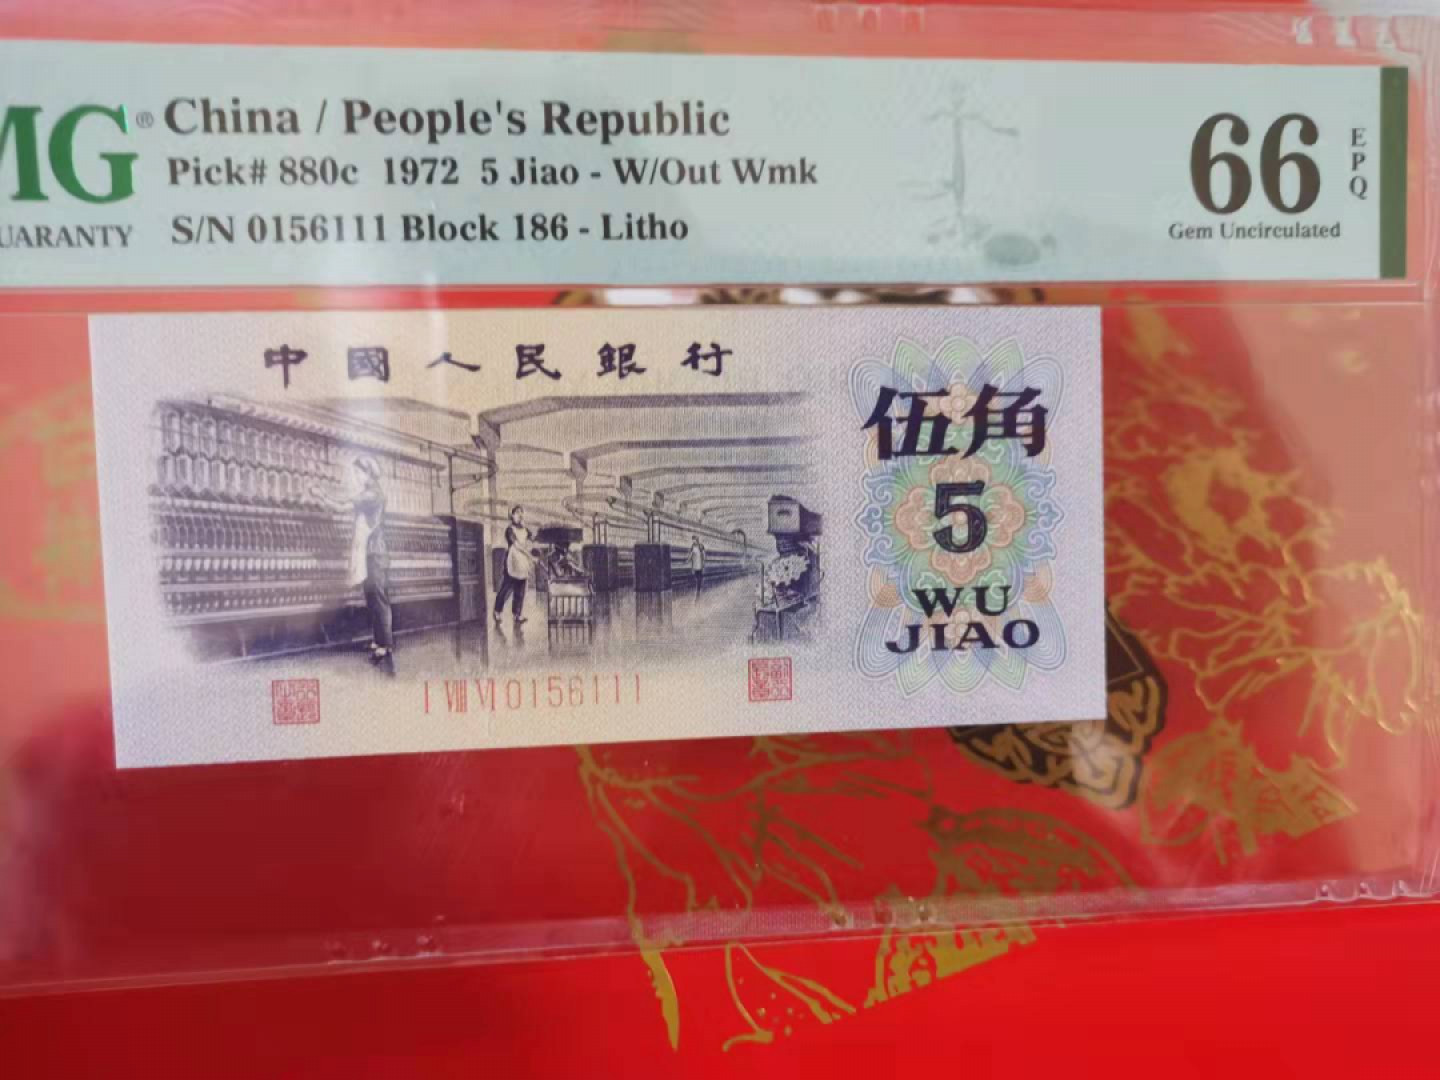 MG® China / People's Republic
Pick# 880c 1972 5 Jiao - W/Out Wmk
UARANTY S/N 0156111 Block 186 - Litho
66 EPQ
Gem Uncirculated
中國人民銀行
伍角
5
WU
JIAO
I VIII VI 0156111